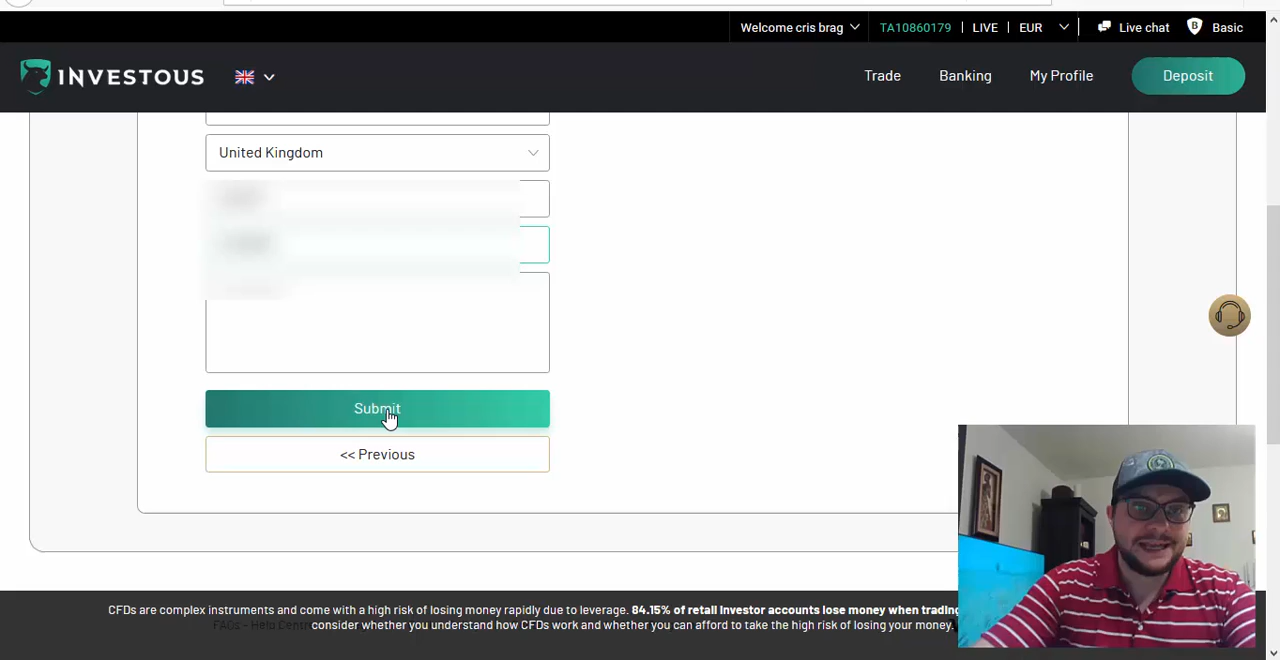 Welcome cris brag TA10860179 | LIVE | EUR Live chat B Basic
INVESTOUS Trade Banking My Profile Deposit
United Kingdom
Submit
<< Previous
CFDs are complex instruments and come with a high risk of losing money rapidly due to leverage. 84.15% of retail investor accounts lose money when trading
consider whether you understand how CFDs work and whether you can afford to take the high risk of losing your money.